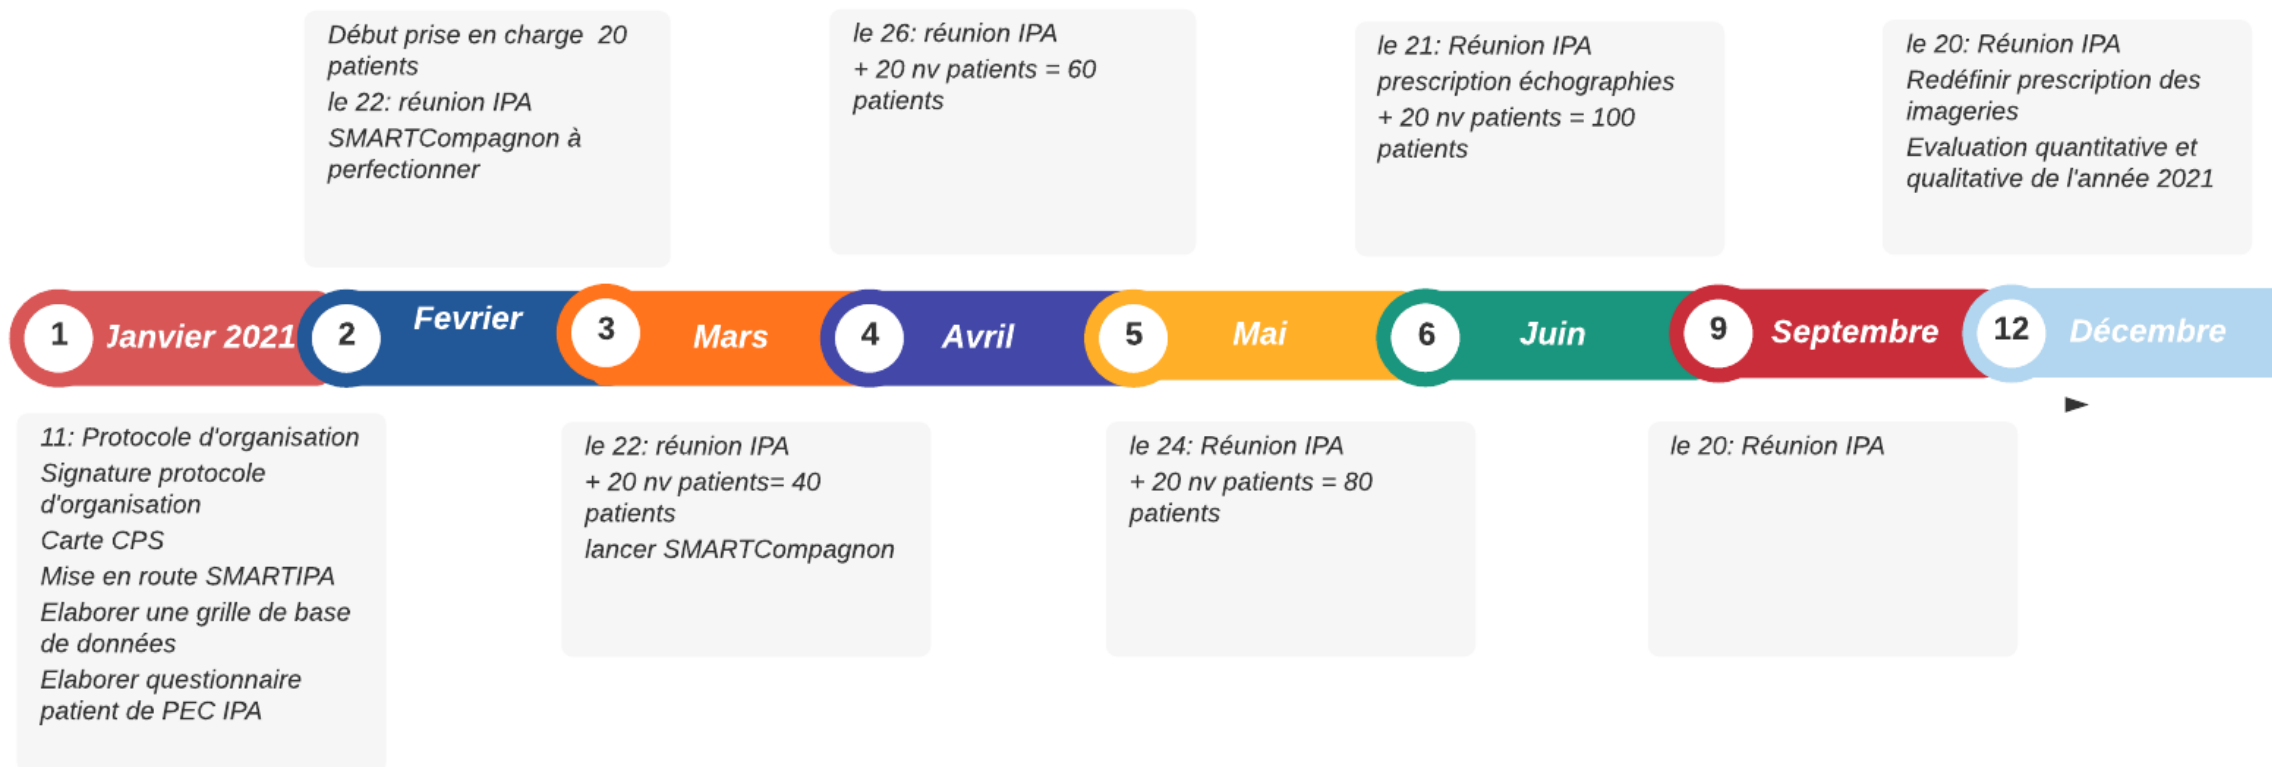 Début prise en charge  20
patients
le 22: réunion IPA
SMARTCompagnon à
perfectionner
le 26: réunion IPA
+ 20 nv patients = 60
patients
le 21: Réunion IPA
prescription échographies
+ 20 nv patients = 100
patients
le 20: Réunion IPA
Redéfinir prescription des
imageries
Evaluation quantitative et
qualitative de l'année 2021
1 Janvier 2021
2 Fevrier
3 Mars
4 Avril
5 Mai
6 Juin
9 Septembre
12 Décembre
11: Protocole d'organisation
Signature protocole
d'organisation
Carte CPS
Mise en route SMARTIPA
Elaborer une grille de base
de données
Elaborer questionnaire
patient de PEC IPA
le 22: réunion IPA
+ 20 nv patients= 40
patients
lancer SMARTCompagnon
le 24: Réunion IPA
+ 20 nv patients = 80
patients
le 20: Réunion IPA